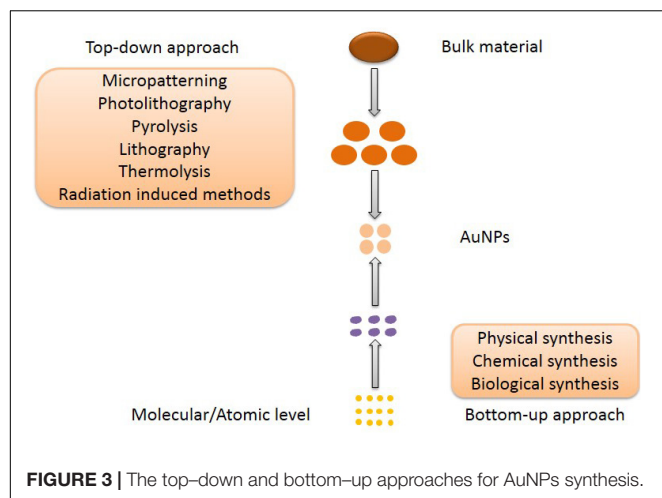 Top-down approach
Bulk material
Micropatterning
Photolithography
Pyrolysis
Lithography
Thermolysis
Radiation induced methods
AuNPs
Physical synthesis
Chemical synthesis
Biological synthesis
Molecular/Atomic level
Bottom-up approach
FIGURE 3 | The top–down and bottom–up approaches for AuNPs synthesis.